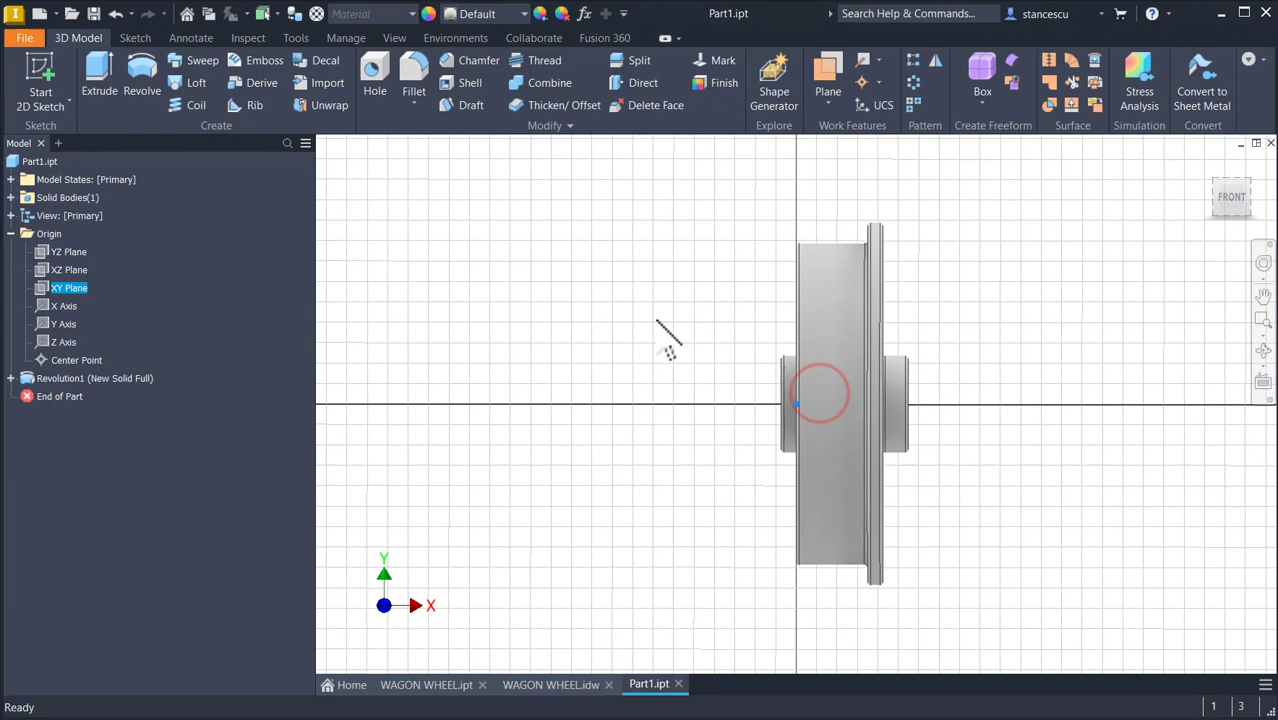 Material
Default
fx
Part1.ipt
Search Help & Commands...
stancescu
File
3D Model
Sketch
Annotate
Inspect
Tools
Manage
View
Environments
Collaborate
Fusion 360
Start
2D Sketch
Extrude
Revolve
Sweep
Emboss
Decal
Loft
Derive
Import
Coil
Rib
Unwrap
Hole
Fillet
Chamfer
Thread
Split
Mark
Shell
Combine
Direct
Finish
Draft
Thicken/ Offset
Delete Face
Shape
Generator
Plane
UCS
Box
Stress
Analysis
Convert to
Sheet Metal
Sketch
Create
Modify
Explore
Work Features
Pattern
Create Freeform
Surface
Simulation
Convert
Model
Part1.ipt
Model States: [Primary]
Solid Bodies(1)
View: [Primary]
Origin
YZ Plane
XZ Plane
XY Plane
X Axis
Y Axis
Z Axis
Center Point
Revolution1 (New Solid Full)
End of Part
FRONT
Y
X
Home
WAGON WHEEL.ipt
WAGON WHEEL.idw
Part1.ipt
Ready
1
3